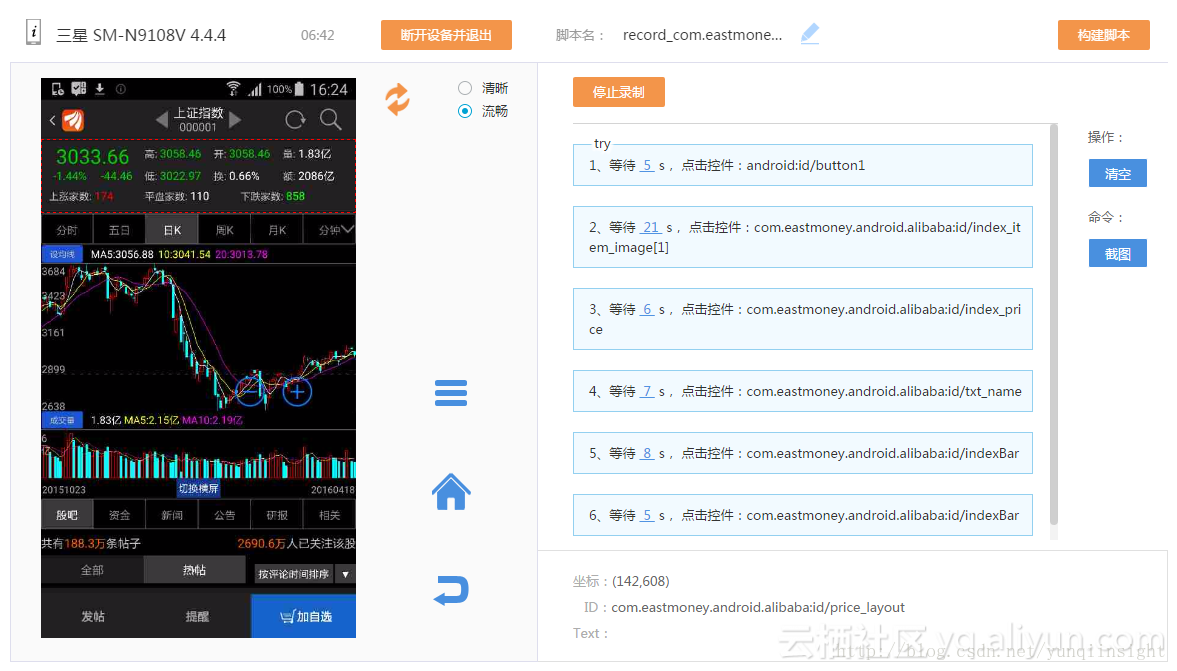 三星 SM-N9108V 4.4.4
06:42
断开设备并退出
脚本名：
record_com.eastmone...
构建脚本
100%
16:24
上证指数
000001
3033.66
-1.44% -44.46
高: 3058.46 开: 3058.46 量: 1.83亿
低: 3022.97 换: 0.66% 额: 2086亿
上涨家数: 174 平盘家数: 110 下跌家数: 858
分时 五日 日K 周K 月K 分钟
设均线 MA5:3056.88 10:3041.54 20:3013.78
3684
3423
3161
2899
2638
成交量 1.83亿 MA5:2.15亿 MA10:2.19亿
6
亿
20151023 切换横屏 20160418
股吧 资金 新闻 公告 研报 相关
共有188.3万条帖子 2690.6万人已关注该股
全部 热帖 按评论时间排序
发帖 提醒 加自选
清晰
流畅
停止录制
try
1、等待 5 s， 点击控件：android:id/button1
2、等待 21 s， 点击控件：com.eastmoney.android.alibaba:id/index_it
em_image[1]
3、等待 6 s， 点击控件：com.eastmoney.android.alibaba:id/index_pri
ce
4、等待 7 s， 点击控件：com.eastmoney.android.alibaba:id/txt_name
5、等待 8 s， 点击控件：com.eastmoney.android.alibaba:id/indexBar
6、等待 5 s， 点击控件：com.eastmoney.android.alibaba:id/indexBar
操作：
清空
命令：
截图
坐标：(142,608)
ID：com.eastmoney.android.alibaba:id/price_layout
Text：
云栖社区 yq.aliyun.com
http://blog.csdn.net/yunqiinsight